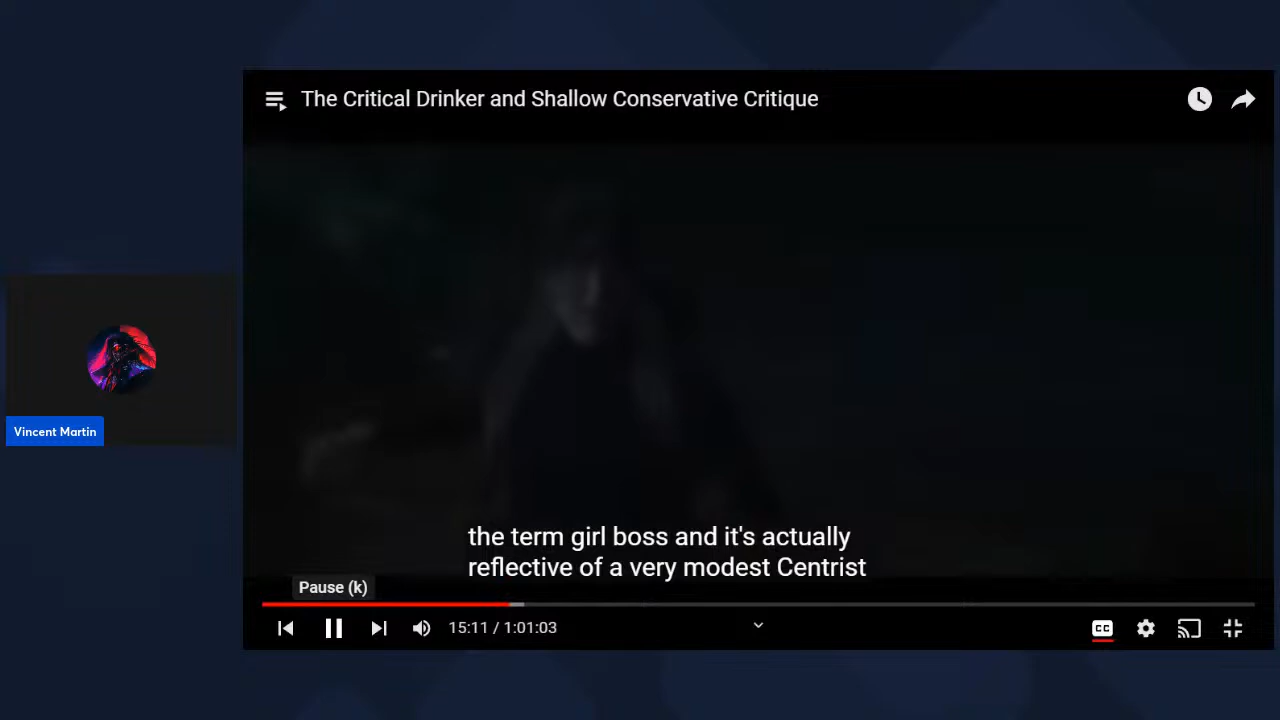 The Critical Drinker and Shallow Conservative Critique
Vincent Martin
the term girl boss and it's actually
reflective of a very modest Centrist
Pause (k)
15:11 / 1:01:03
CC